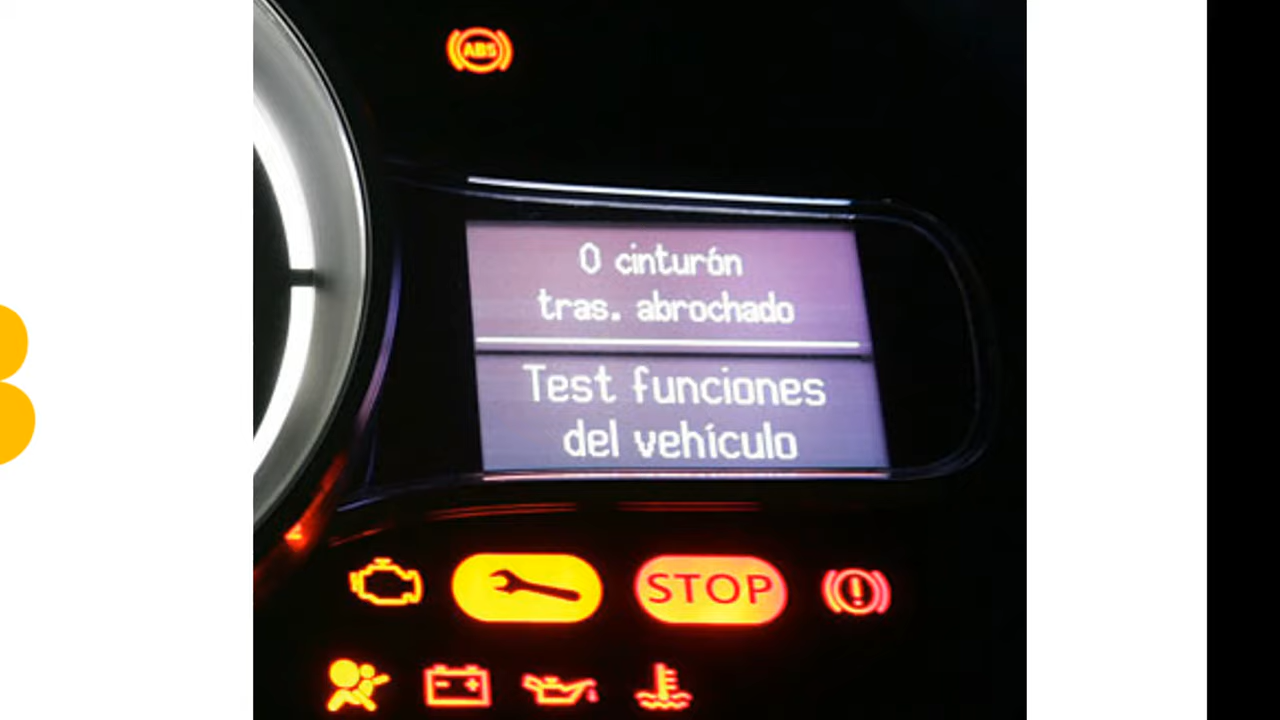 ABS
0 cinturón
tras. abrochado
Test funciones
del vehículo
STOP